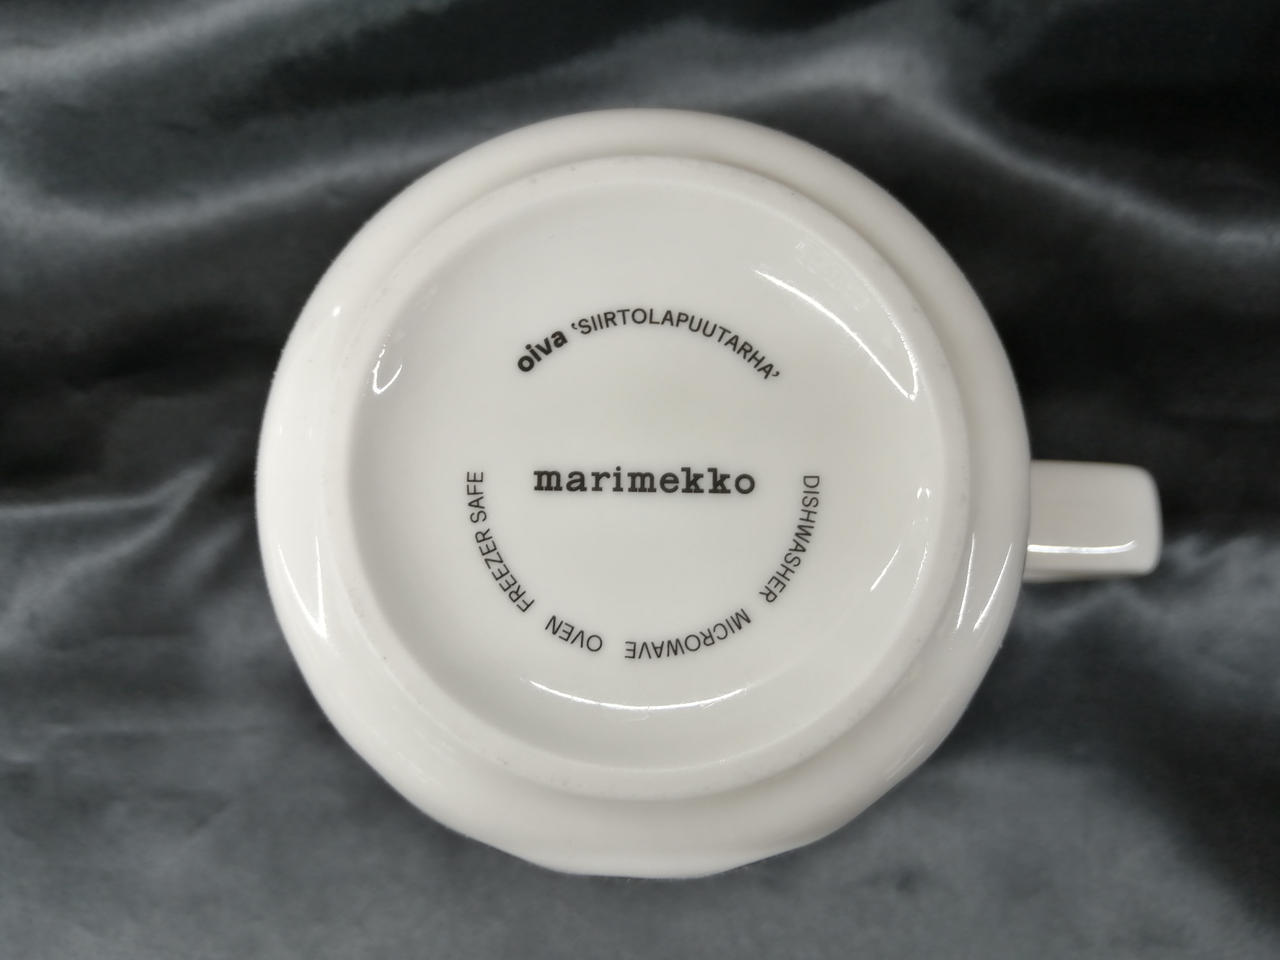 oiva ‘SIIRTOLAPUUTARHA’
marimekko
DISHWASHER MICROWAVE OVEN FREEZER SAFE